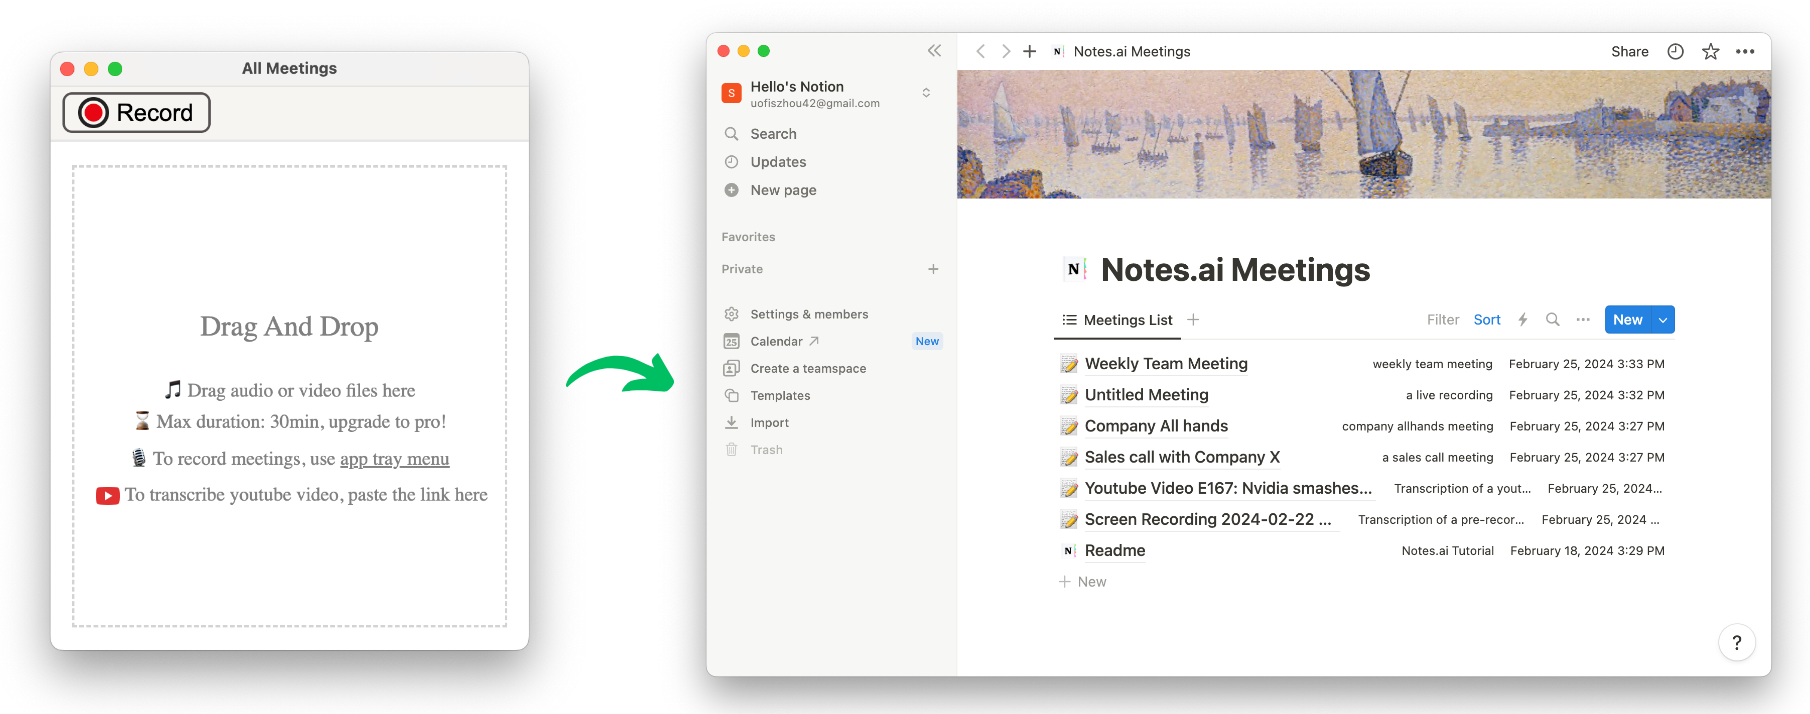 All Meetings
Record
Drag And Drop
Drag audio or video files here
Max duration: 30min, upgrade to pro!
To record meetings, use app tray menu
To transcribe youtube video, paste the link here
S
Hello's Notion
uofiszhou42@gmail.com
Search
Updates
New page
Favorites
Private
Settings & members
25 Calendar New
Create a teamspace
Templates
Import
Trash
N Notes.ai Meetings
Share
N Notes.ai Meetings
Meetings List
Filter Sort New
Weekly Team Meeting weekly team meeting February 25, 2024 3:33 PM
Untitled Meeting a live recording February 25, 2024 3:32 PM
Company All hands company allhands meeting February 25, 2024 3:27 PM
Sales call with Company X a sales call meeting February 25, 2024 3:27 PM
Youtube Video E167: Nvidia smashes... Transcription of a yout... February 25, 2024...
Screen Recording 2024-02-22 ... Transcription of a pre-recor... February 25, 2024 ...
N Readme Notes.ai Tutorial February 18, 2024 3:29 PM
New
?